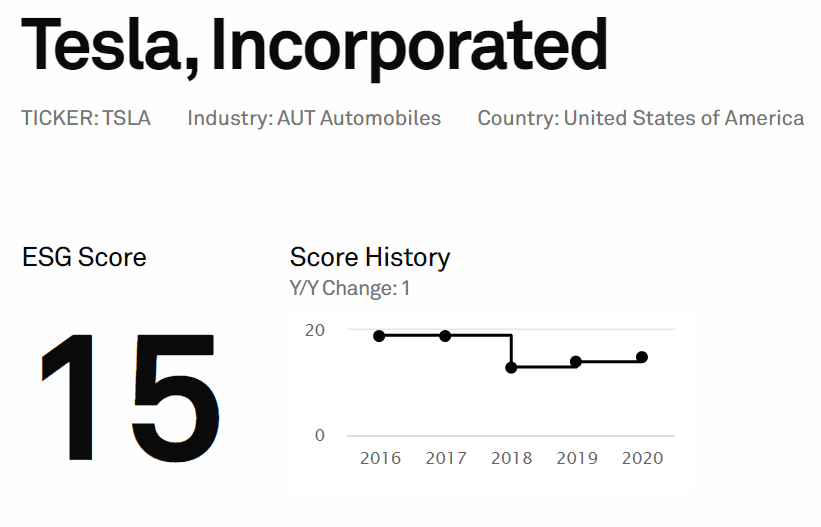 Tesla, Incorporated
TICKER: TSLA Industry: AUT Automobiles Country: United States of America
ESG Score
15
Score History
Y/Y Change: 1
20
0
2016 2017 2018 2019 2020